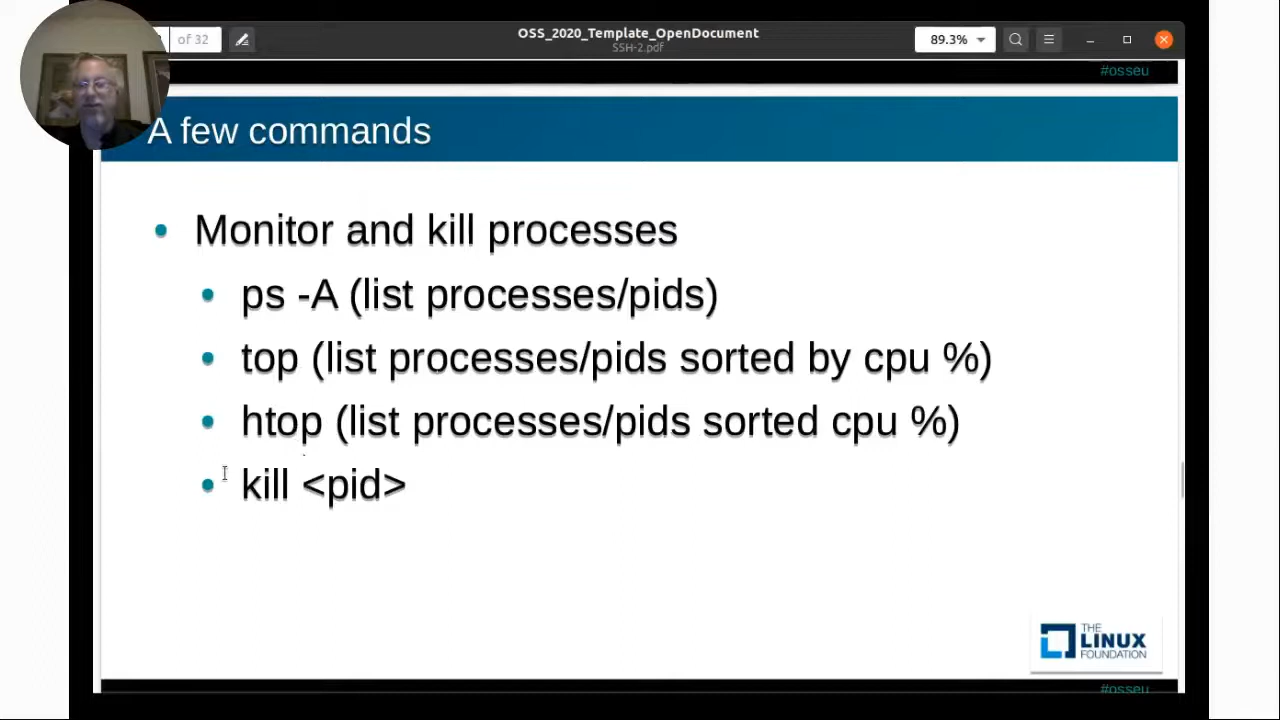 of 32
OSS_2020_Template_OpenDocument
SSH-2.pdf
89.3%
#osseu
A few commands
• Monitor and kill processes
• ps -A (list processes/pids)
• top (list processes/pids sorted by cpu %)
• htop (list processes/pids sorted cpu %)
• kill <pid>
THE
LINUX
FOUNDATION
#osseu